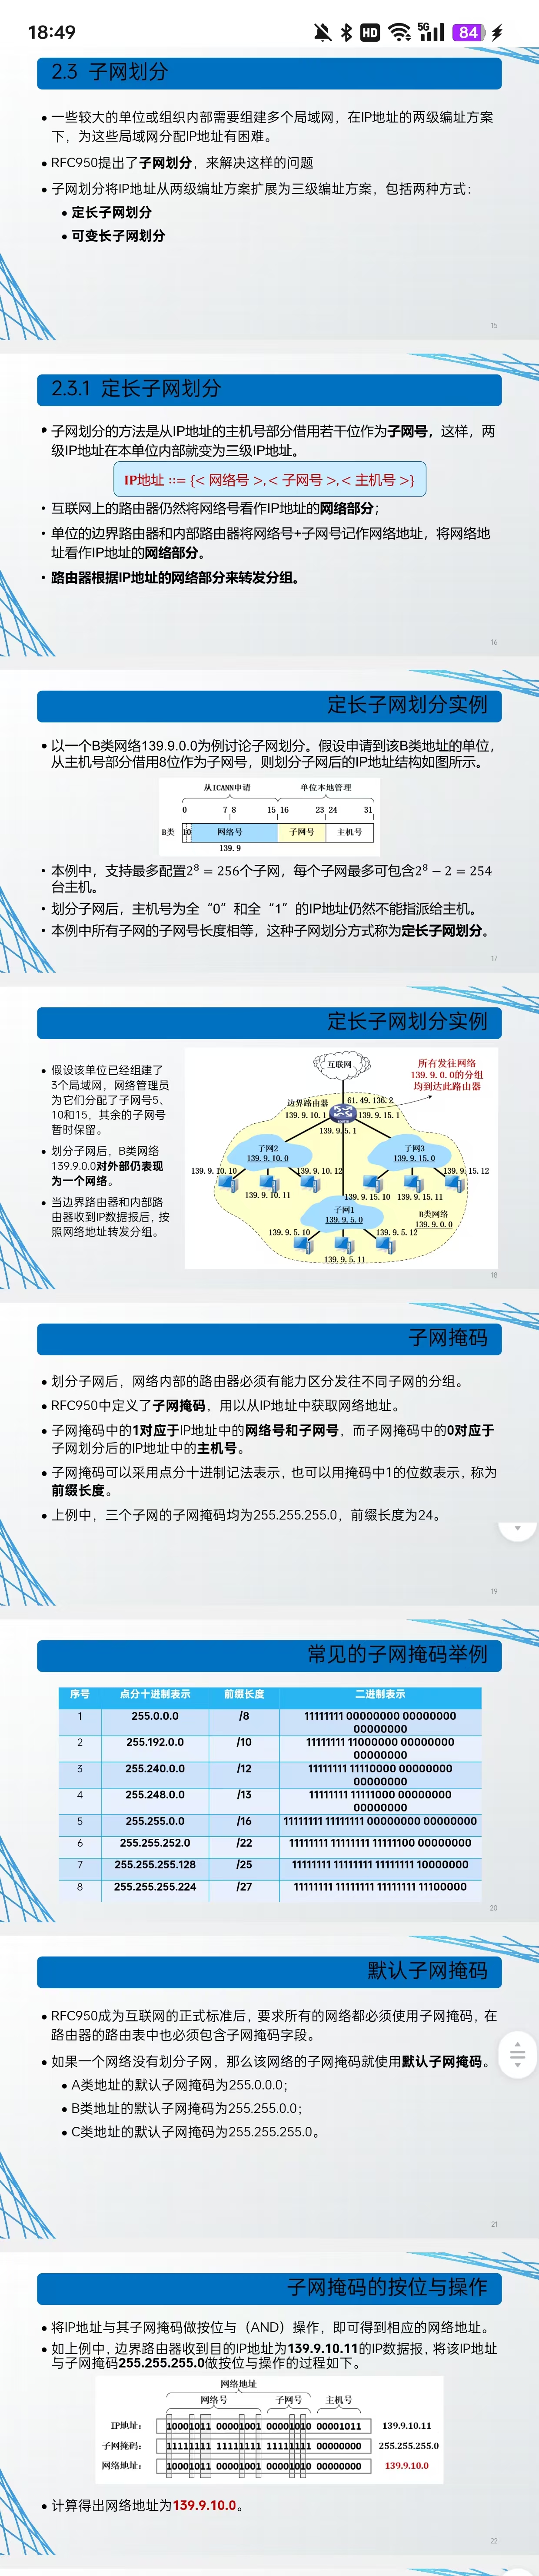 18:49
HD
5G
84
2.3 子网划分
• 一些较大的单位或组织内部需要组建多个局域网，在IP地址的两级编址方案
下，为这些局域网分配IP地址有困难。
• RFC950提出了子网划分，来解决这样的问题
• 子网划分将IP地址从两级编址方案扩展为三级编址方案，包括两种方式：
• 定长子网划分
• 可变长子网划分
15
2.3.1 定长子网划分
• 子网划分的方法是从IP地址的主机号部分借用若干位作为子网号，这样，两
级IP地址在本单位内部就变为三级IP地址。
IP地址 ::= {< 网络号 >, < 子网号 >, < 主机号 >}
• 互联网上的路由器仍然将网络号看作IP地址的网络部分；
• 单位的边界路由器和内部路由器将网络号+子网号记作网络地址，将网络地
址看作IP地址的网络部分。
• 路由器根据IP地址的网络部分来转发分组。
16
定长子网划分实例
• 以一个B类网络139.9.0.0为例讨论子网划分。假设申请到该B类地址的单位，
从主机号部分借用8位作为子网号，则划分子网后的IP地址结构如图所示。
从ICANN申请 单位本地管理
0 7 8 15 16 23 24 31
B类 10 网络号 子网号 主机号
139.9
• 本例中，支持最多配置2⁸ = 256个子网，每个子网最多可包含2⁸ − 2 = 254
台主机。
• 划分子网后，主机号为全“0”和全“1”的IP地址仍然不能指派给主机。
• 本例中所有子网的子网号长度相等，这种子网划分方式称为定长子网划分。
17
定长子网划分实例
• 假设该单位已经组建了
3个局域网，网络管理员
为它们分配了子网号5、
10和15，其余的子网号
暂时保留。
• 划分子网后，B类网络
139.9.0.0对外部仍表现
为一个网络。
• 当边界路由器和内部路
由器收到IP数据报后，按
照网络地址转发分组。
互联网
所有发往网络
139.9.0.0的分组
均到达此路由器
边界路由器 61.49.136.2
139.9.10.1 139.9.15.1
139.9.5.1
子网2
139.9.10.0
子网3
139.9.15.0
139.9.10.10 139.9.10.12 139.9.15.12
139.9.10.11 139.9.15.10 139.9.15.11
子网1
139.9.5.0
B类网络
139.9.0.0
139.9.5.10 139.9.5.12
139.9.5.11
18
子网掩码
• 划分子网后，网络内部的路由器必须有能力区分发往不同子网的分组。
• RFC950中定义了子网掩码，用以从IP地址中获取网络地址。
• 子网掩码中的1对应于IP地址中的网络号和子网号，而子网掩码中的0对应于
子网划分后的IP地址中的主机号。
• 子网掩码可以采用点分十进制记法表示，也可以用掩码中1的位数表示，称为
前缀长度。
• 上例中，三个子网的子网掩码均为255.255.255.0，前缀长度为24。
19
常见的子网掩码举例
序号 点分十进制表示 前缀长度 二进制表示
1 255.0.0.0 /8 11111111 00000000 00000000
00000000
2 255.192.0.0 /10 11111111 11000000 00000000
00000000
3 255.240.0.0 /12 11111111 11110000 00000000
00000000
4 255.248.0.0 /13 11111111 11111000 00000000
00000000
5 255.255.0.0 /16 11111111 11111111 00000000 00000000
6 255.255.252.0 /22 11111111 11111111 11111100 00000000
7 255.255.255.128 /25 11111111 11111111 11111111 10000000
8 255.255.255.224 /27 11111111 11111111 11111111 11100000
20
默认子网掩码
• RFC950成为互联网的正式标准后，要求所有的网络都必须使用子网掩码，在
路由器的路由表中也必须包含子网掩码字段。
• 如果一个网络没有划分子网，那么该网络的子网掩码就使用默认子网掩码。
• A类地址的默认子网掩码为255.0.0.0；
• B类地址的默认子网掩码为255.255.0.0；
• C类地址的默认子网掩码为255.255.255.0。
21
子网掩码的按位与操作
• 将IP地址与其子网掩码做按位与（AND）操作，即可得到相应的网络地址。
• 如上例中，边界路由器收到目的IP地址为139.9.10.11的IP数据报，将该IP地址
与子网掩码255.255.255.0做按位与操作的过程如下。
网络地址
网络号 子网号 主机号
IP地址： 10001011 00001001 00001010 00001011 139.9.10.11
子网掩码： 11111111 11111111 11111111 00000000 255.255.255.0
网络地址： 10001011 00001001 00001010 00000000 139.9.10.0
• 计算得出网络地址为139.9.10.0。
22